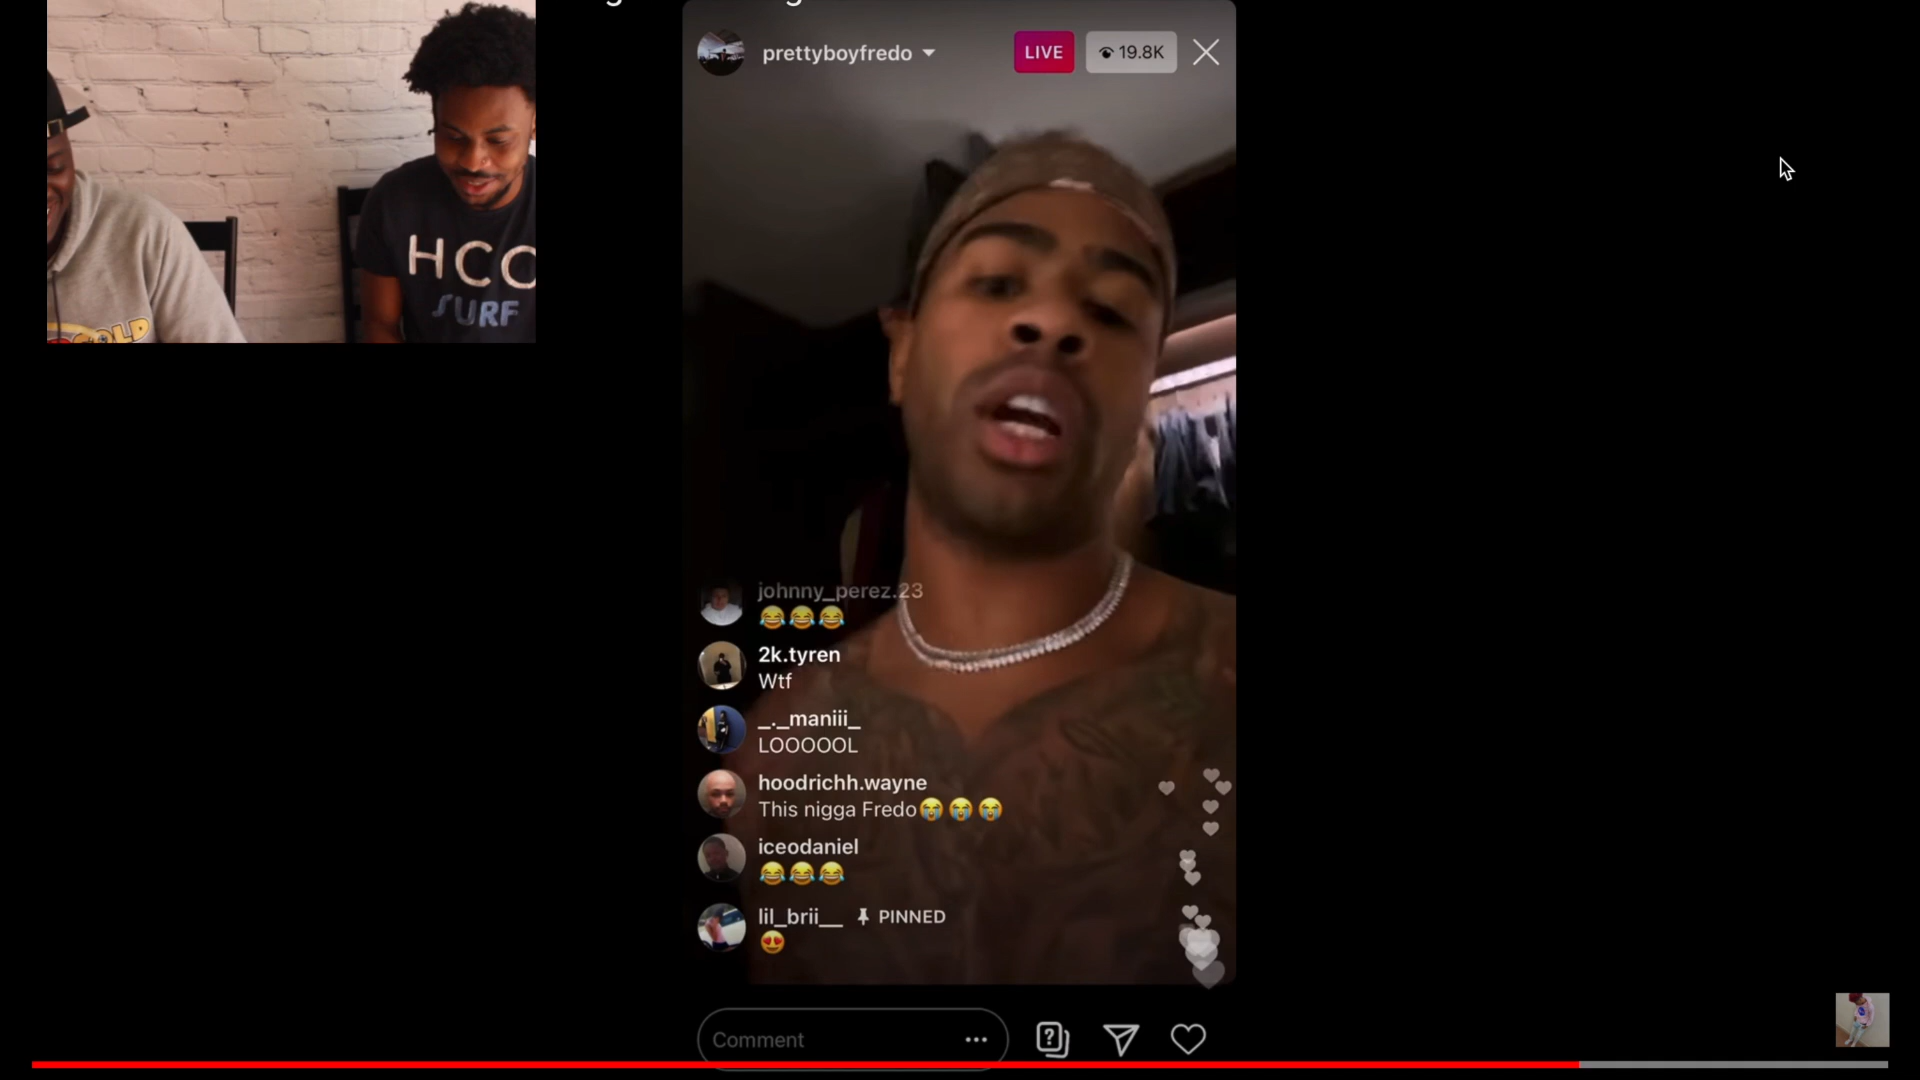 prettyboyfredo
LIVE
19.8K
HCO
SURF
johnny_perez.23
😂😂😂
2k.tyren
Wtf
_._maniii_
LOOOOOL
hoodrichh.wayne
This nigga Fredo😭😭😭
iceodaniel
😂😂😂
lil_brii__ PINNED
😍
Comment